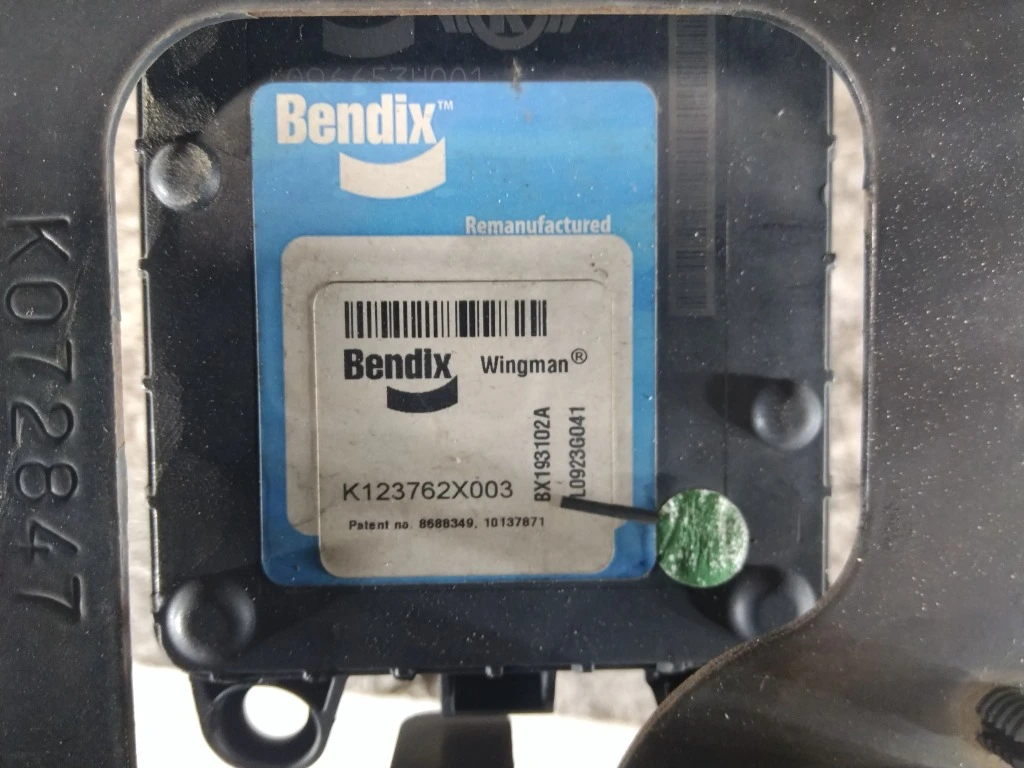 Bendix™
Remanufactured
Bendix Wingman®
BX193102A
L0923G041
K123762X003
Patent no. 8688349, 10137871
K072847